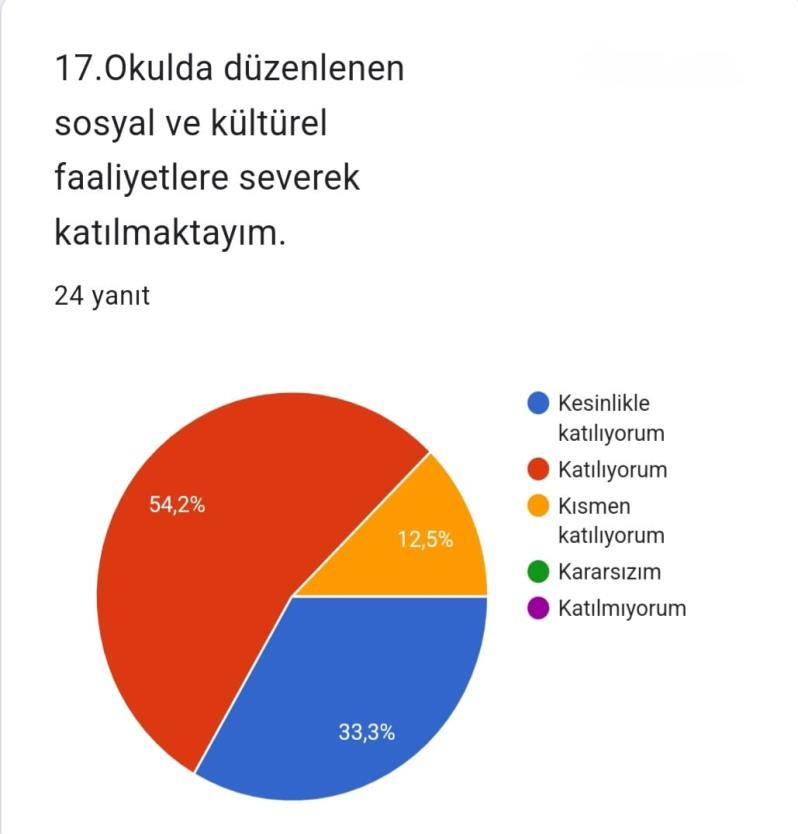 17.Okulda düzenlenen
sosyal ve kültürel
faaliyetlere severek
katılmaktayım.
24 yanıt
54,2%
12,5%
33,3%
Kesinlikle
katılıyorum
Katılıyorum
Kısmen
katılıyorum
Kararsızım
Katılmıyorum